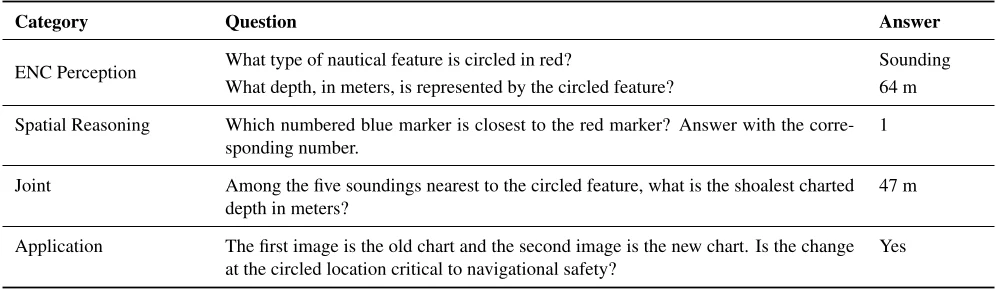 Category Question Answer
ENC Perception
What type of nautical feature is circled in red? Sounding
What depth, in meters, is represented by the circled feature? 64 m
Spatial Reasoning Which numbered blue marker is closest to the red marker? Answer with the corre- 1
sponding number.
Joint Among the five soundings nearest to the circled feature, what is the shoalest charted 47 m
depth in meters?
Application The first image is the old chart and the second image is the new chart. Is the change Yes
at the circled location critical to navigational safety?